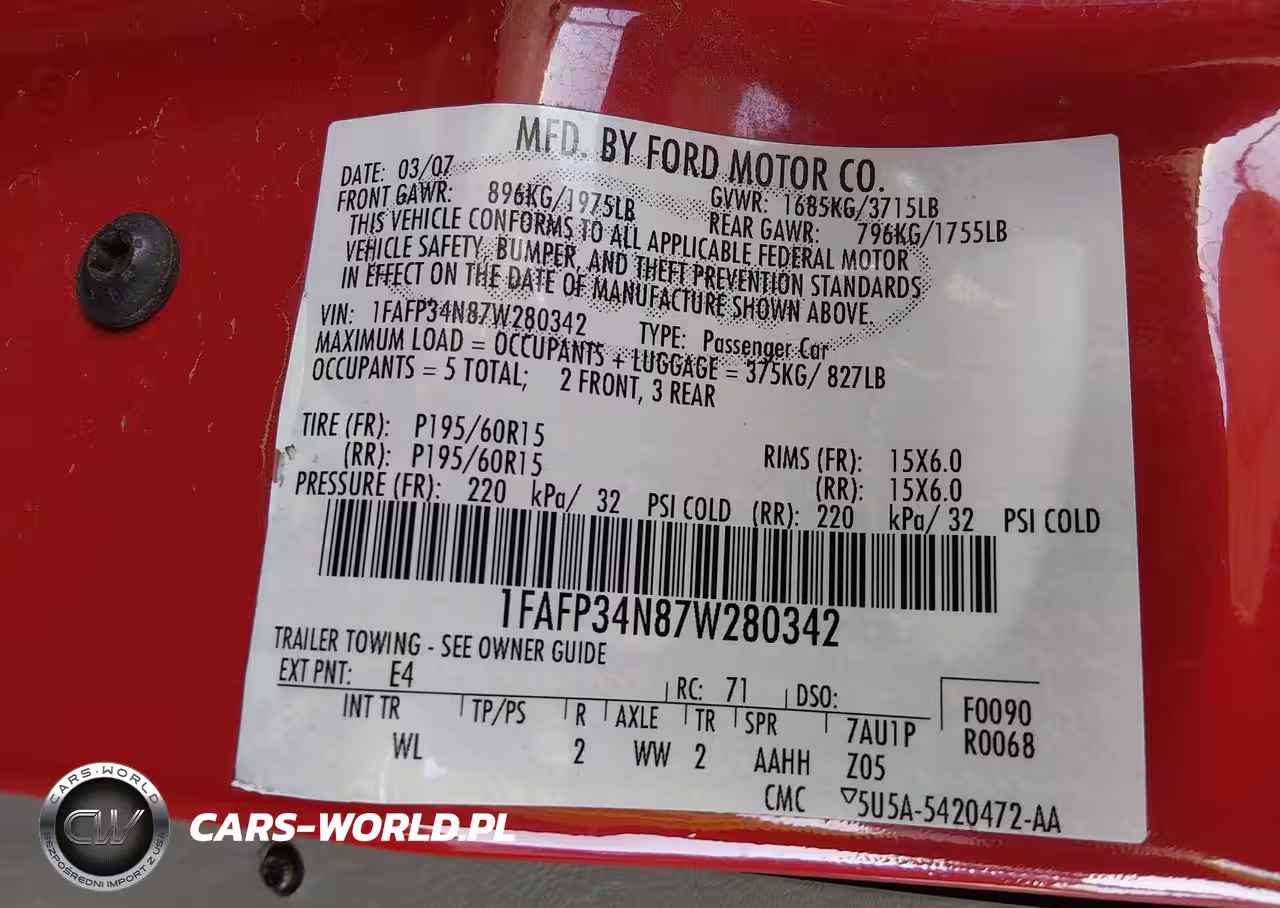 MFD. BY FORD MOTOR CO.
DATE: 03/07 GVWR: 1685KG/3715LB
FRONT GAWR: 896KG/1975LB REAR GAWR: 796KG/1755LB
THIS VEHICLE CONFORMS TO ALL APPLICABLE FEDERAL MOTOR
VEHICLE SAFETY, BUMPER, AND THEFT PREVENTION STANDARDS
IN EFFECT ON THE DATE OF MANUFACTURE SHOWN ABOVE.
VIN: 1FAFP34N87W280342 TYPE: Passenger Car
MAXIMUM LOAD = OCCUPANTS + LUGGAGE = 375KG/ 827LB
OCCUPANTS = 5 TOTAL; 2 FRONT, 3 REAR
TIRE (FR): P195/60R15 RIMS (FR): 15X6.0
(RR): P195/60R15 (RR): 15X6.0
PRESSURE (FR): 220 kPa/ 32 PSI COLD (RR): 220 kPa/ 32 PSI COLD
1FAFP34N87W280342
TRAILER TOWING - SEE OWNER GUIDE
EXT PNT: E4 RC: 71 DSO: F0090
INT TR TP/PS R AXLE TR SPR 7AU1P R0068
WL 2 WW 2 AAHH Z05
CMC ▽5U5A-5420472-AA
CARS-WORLD
CW
BEZPOŚREDNI IMPORT Z USA
CARS-WORLD.PL